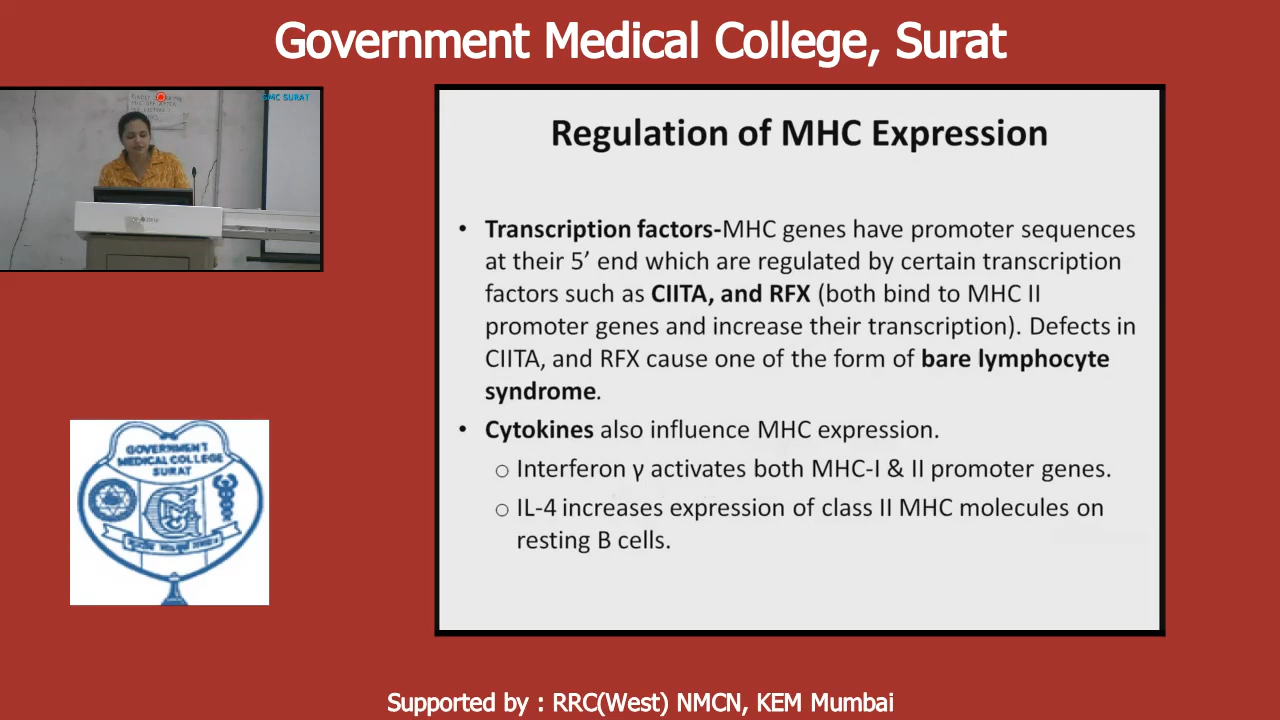 Government Medical College, Surat
GMC SURAT
Regulation of MHC Expression
• Transcription factors-MHC genes have promoter sequences
at their 5’ end which are regulated by certain transcription
factors such as CIITA, and RFX (both bind to MHC II
promoter genes and increase their transcription). Defects in
CIITA, and RFX cause one of the form of bare lymphocyte
syndrome.
• Cytokines also influence MHC expression.
○ Interferon γ activates both MHC-I & II promoter genes.
○ IL-4 increases expression of class II MHC molecules on
resting B cells.
GOVERNMENT
MEDICAL COLLEGE
SURAT
Supported by : RRC(West) NMCN, KEM Mumbai